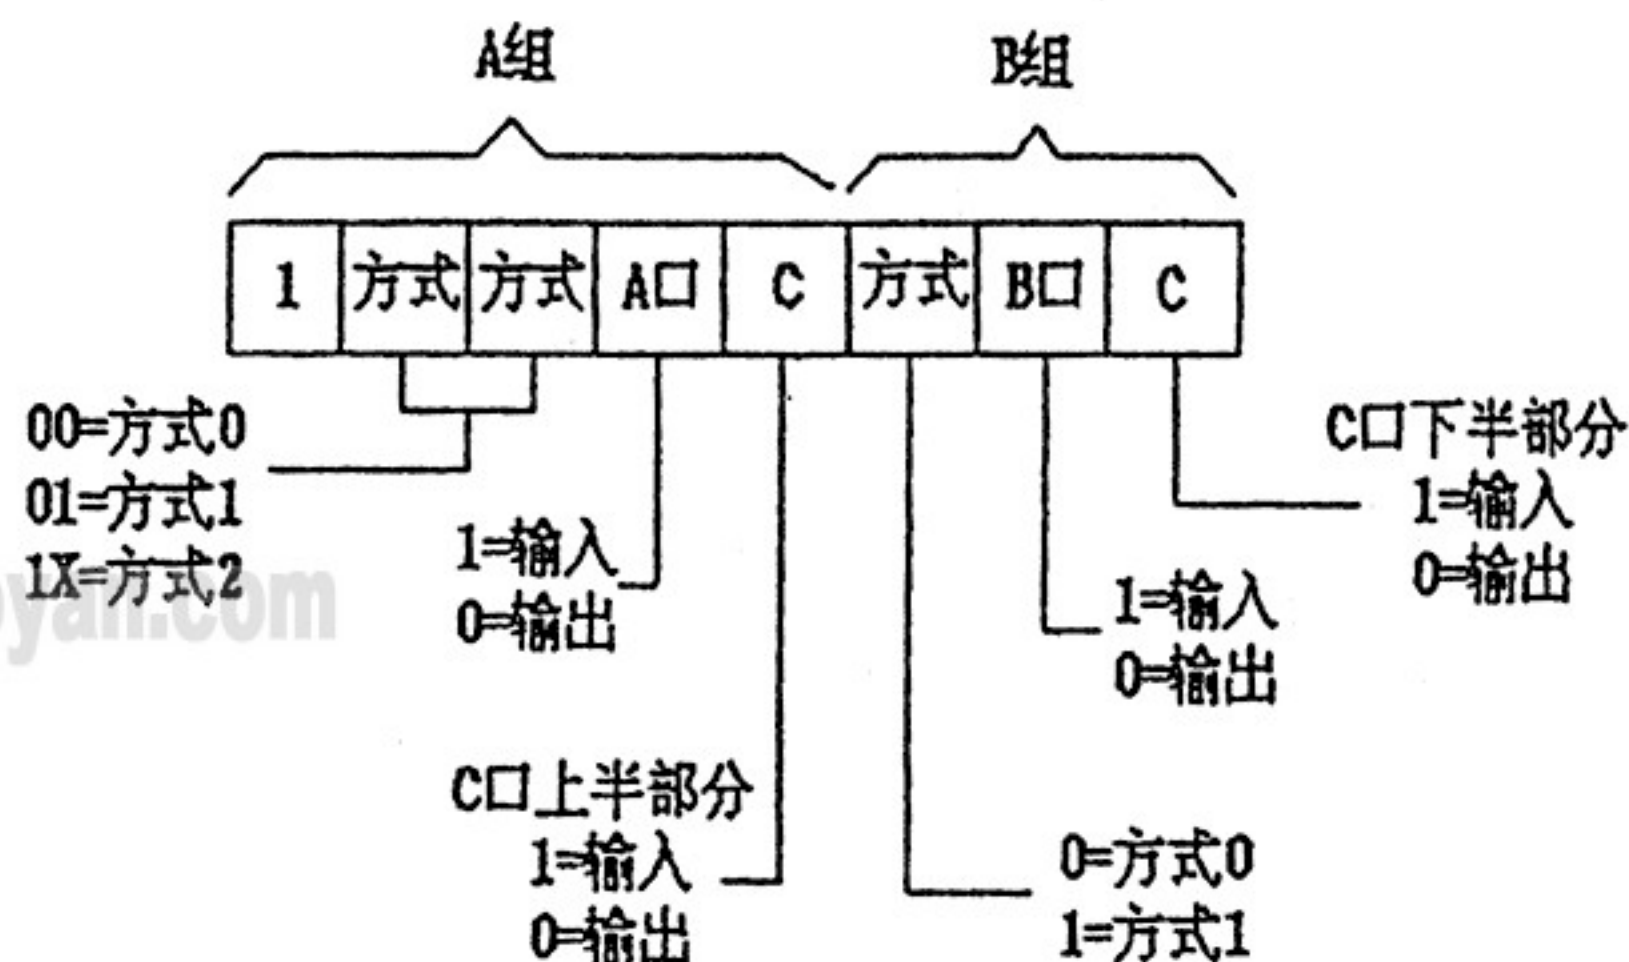 A组
B组
1 方式 方式 A口 C 方式 B口 C
00=方式0
01=方式1
1X=方式2
1=输入
0=输出
C口上半部分
1=输入
0=输出
0=方式0
1=方式1
1=输入
0=输出
C口下半部分
1=输入
0=输出
yan.com